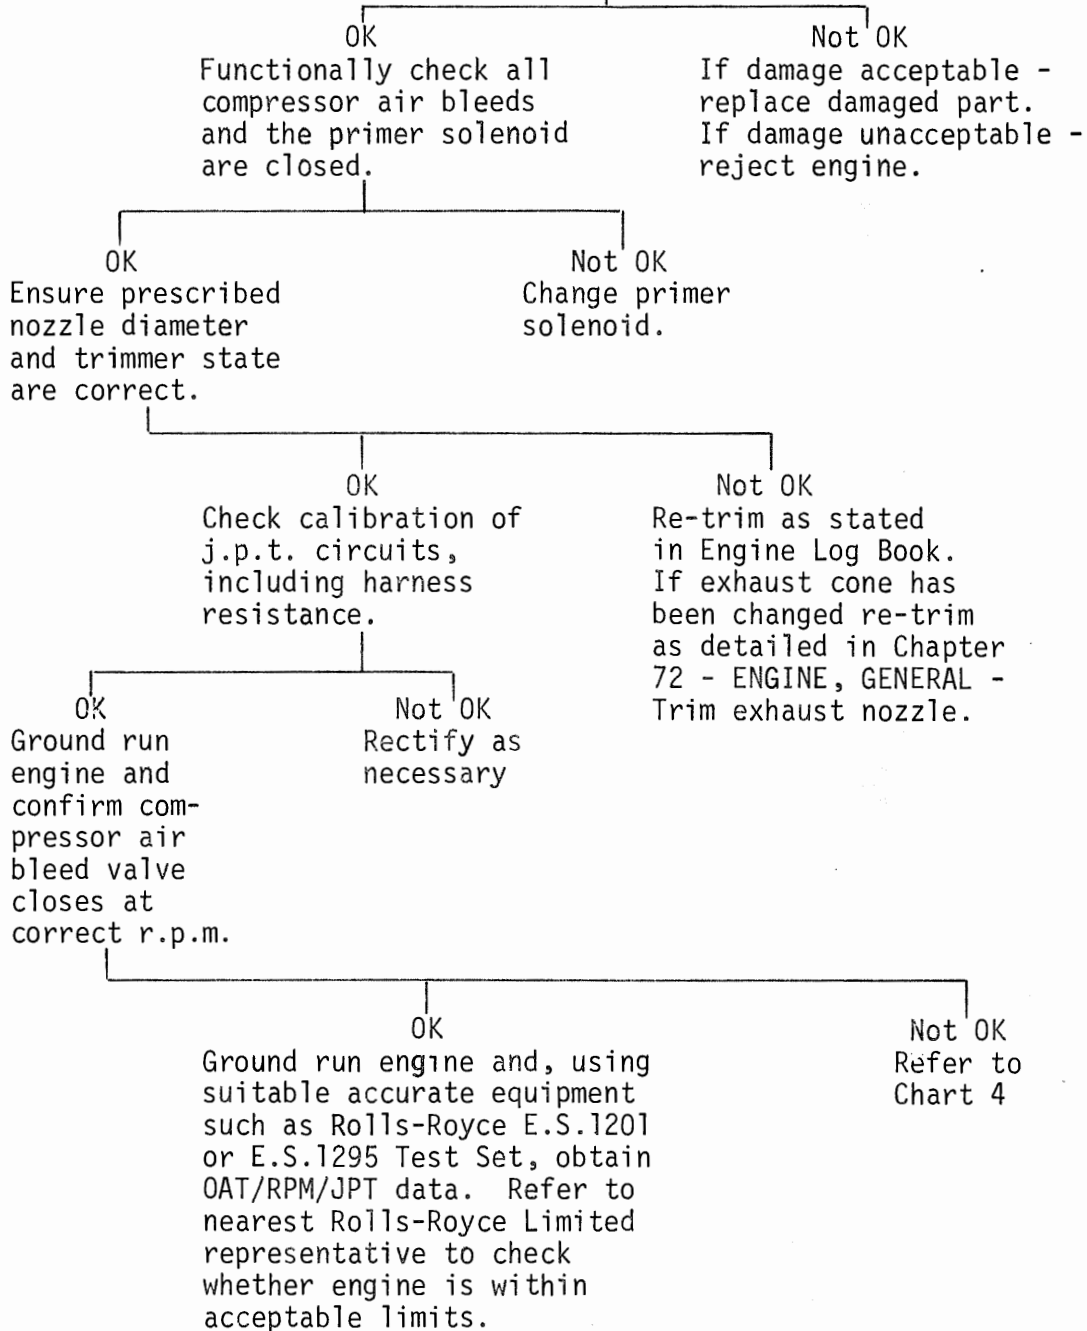 OK
Functionally check all
compressor air bleeds
and the primer solenoid
are closed.
Not OK
If damage acceptable -
replace damaged part.
If damage unacceptable -
reject engine.
OK
Ensure prescribed
nozzle diameter
and trimmer state
are correct.
Not OK
Change primer
solenoid.
OK
Check calibration of
j.p.t. circuits,
including harness
resistance.
Not OK
Re-trim as stated
in Engine Log Book.
If exhaust cone has
been changed re-trim
as detailed in Chapter
72 - ENGINE, GENERAL -
Trim exhaust nozzle.
OK
Ground run
engine and
confirm com-
pressor air
bleed valve
closes at
correct r.p.m.
Not OK
Rectify as
necessary
OK
Ground run engine and, using
suitable accurate equipment
such as Rolls-Royce E.S.1201
or E.S.1295 Test Set, obtain
OAT/RPM/JPT data.  Refer to
nearest Rolls-Royce Limited
representative to check
whether engine is within
acceptable limits.
Not OK
Refer to
Chart 4